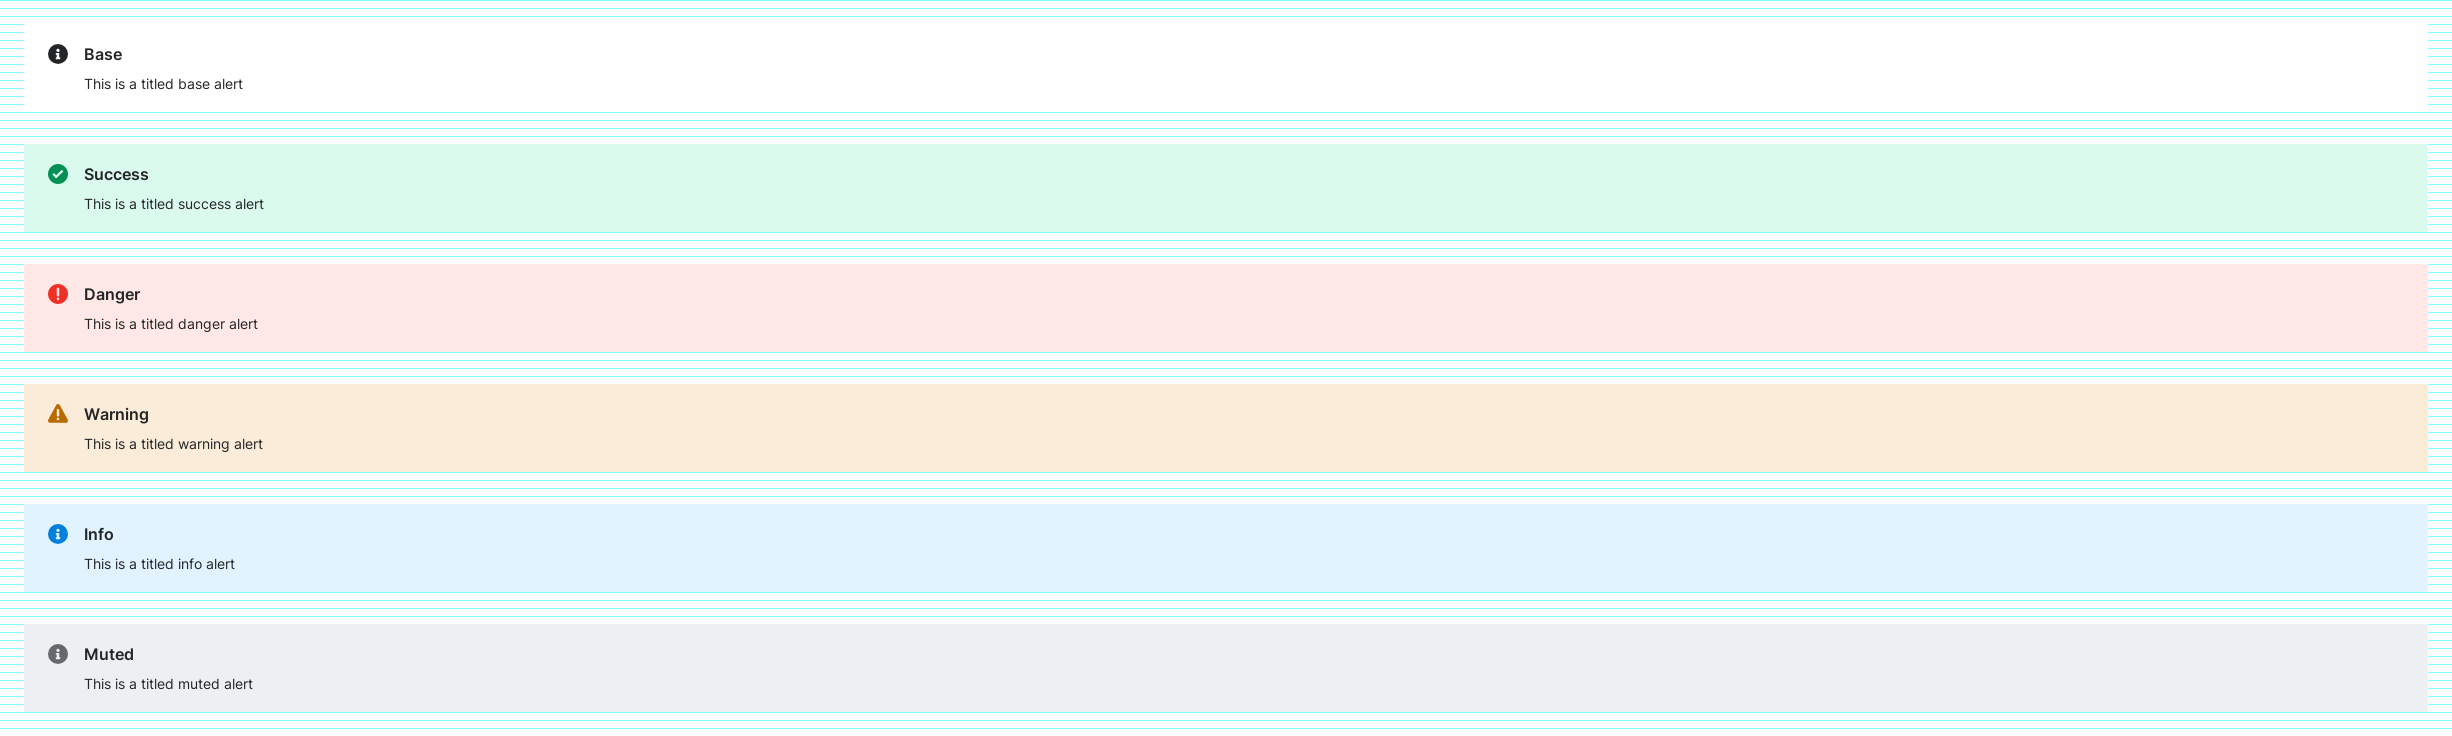 Base
This is a titled base alert
Success
This is a titled success alert
Danger
This is a titled danger alert
Warning
This is a titled warning alert
Info
This is a titled info alert
Muted
This is a titled muted alert